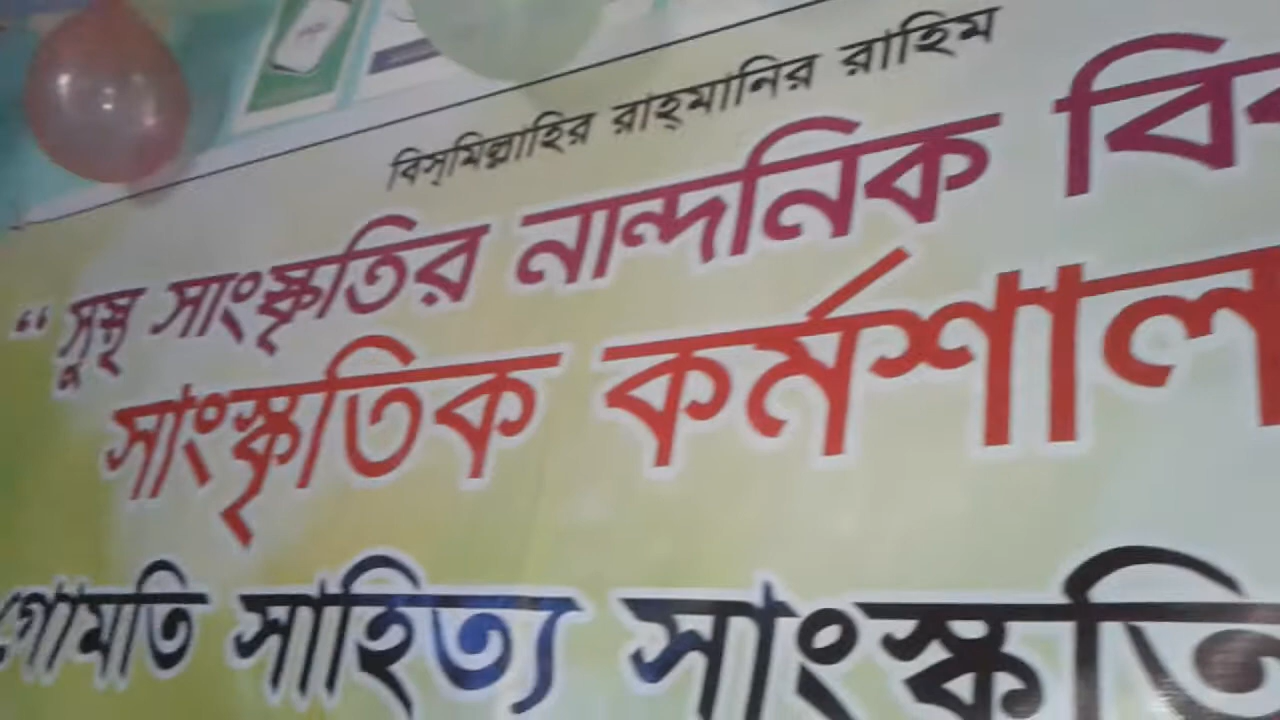 বিস্‌মিল্লাহির রাহ্‌মানির রাহিম
“সুস্থ সাংস্কৃতির নান্দনিক
সাংস্কৃতিক কর্মশাল
গোমতি সাহিত্য